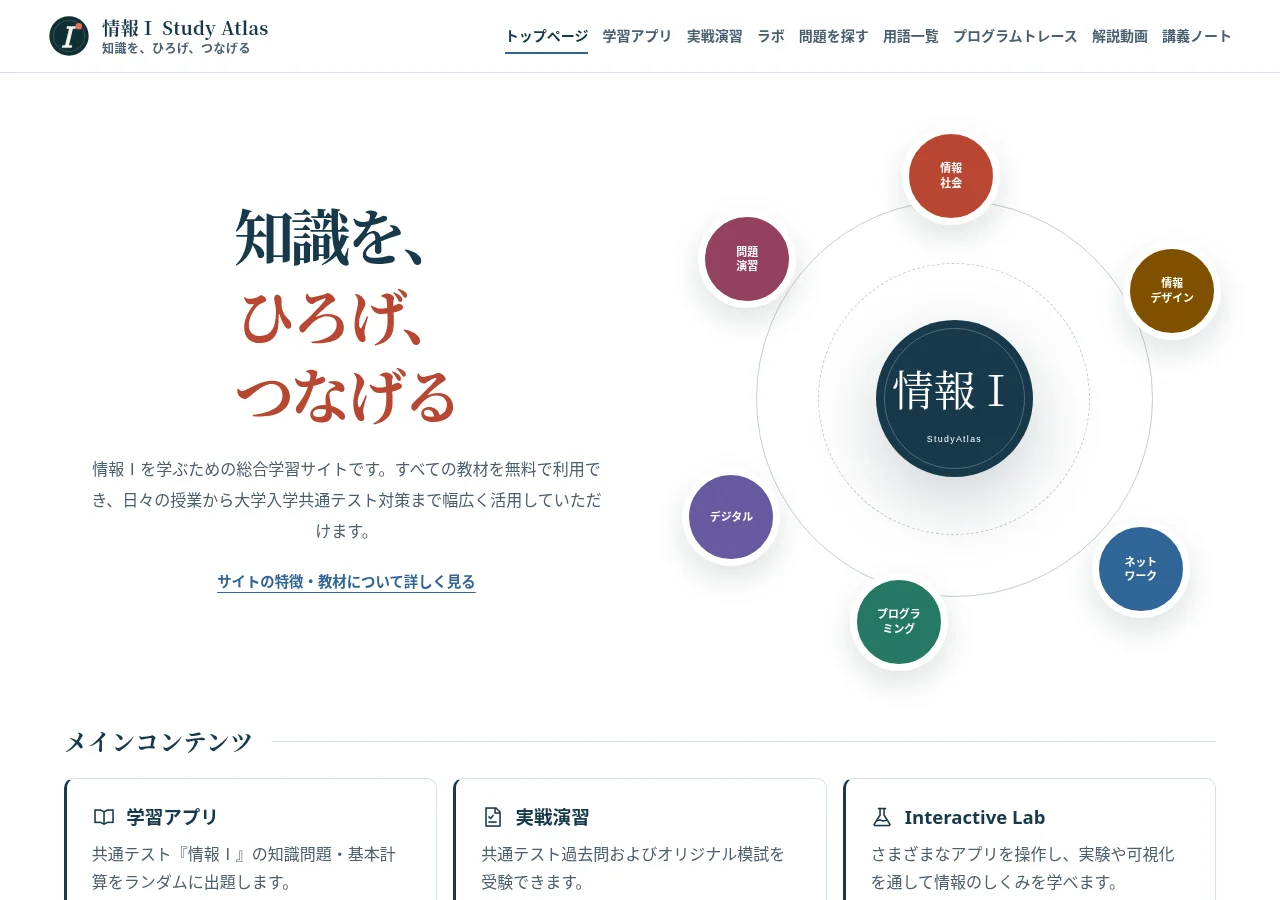 情報Ⅰ Study Atlas
知識を、ひろげ、つなげる
トップページ 学習アプリ 実戦演習 ラボ 問題を探す 用語一覧 プログラムトレース 解説動画 講義ノート
知識を、
ひろげ、
つなげる
情報Ⅰを学ぶための総合学習サイトです。すべての教材を無料で利用で
き、日々の授業から大学入学共通テスト対策まで幅広く活用していただ
けます。
サイトの特徴・教材について詳しく見る
情報
社会
問題
演習
情報
デザイン
情報Ⅰ
StudyAtlas
デジタル
ネット
ワーク
プログラ
ミング
メインコンテンツ
学習アプリ
共通テスト『情報Ⅰ』の知識問題・基本計
算をランダムに出題します。
実戦演習
共通テスト過去問およびオリジナル模試を
受験できます。
Interactive Lab
さまざまなアプリを操作し、実験や可視化
を通して情報のしくみを学べます。